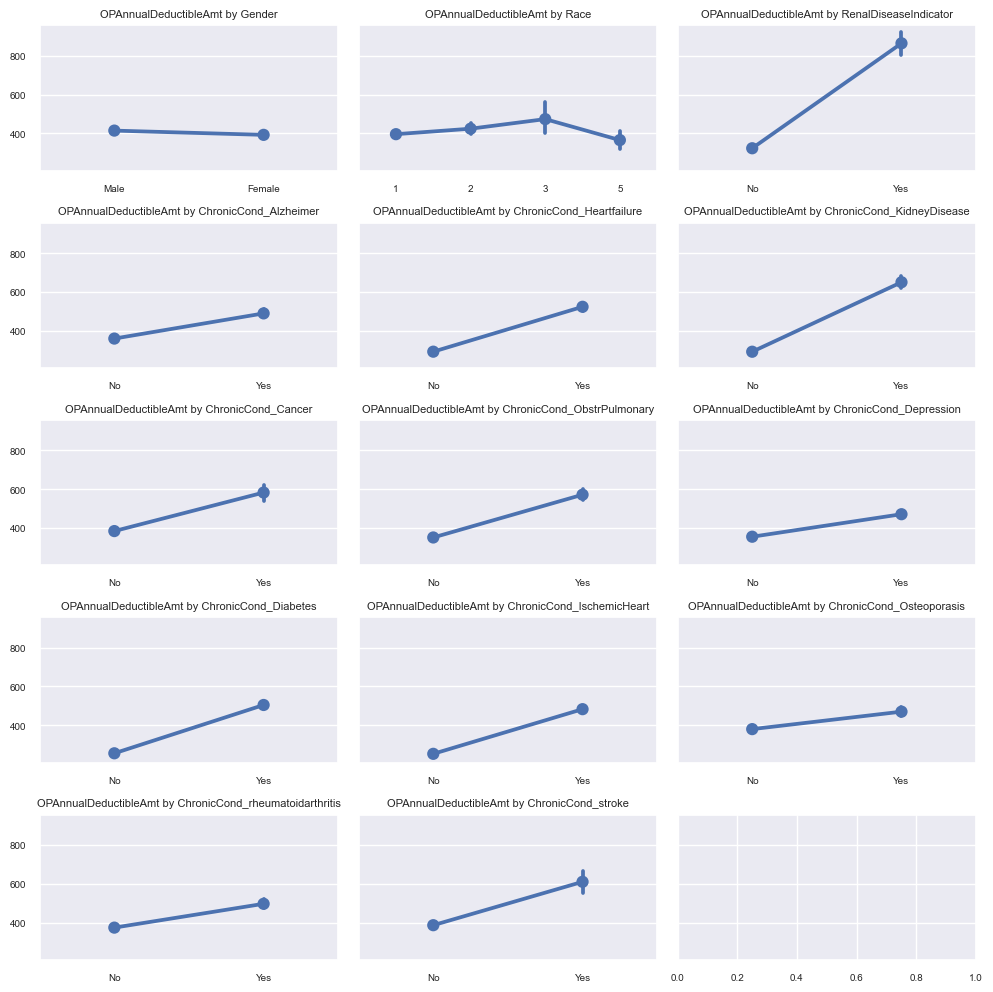 OPAnnualDeductibleAmt by Gender
OPAnnualDeductibleAmt by Race
OPAnnualDeductibleAmt by RenalDiseaseIndicator
800
600
400
Male Female
1 2 3 5
No Yes
OPAnnualDeductibleAmt by ChronicCond_Alzheimer
OPAnnualDeductibleAmt by ChronicCond_Heartfailure
OPAnnualDeductibleAmt by ChronicCond_KidneyDisease
800
600
400
No Yes
No Yes
No Yes
OPAnnualDeductibleAmt by ChronicCond_Cancer
OPAnnualDeductibleAmt by ChronicCond_ObstrPulmonary
OPAnnualDeductibleAmt by ChronicCond_Depression
800
600
400
No Yes
No Yes
No Yes
OPAnnualDeductibleAmt by ChronicCond_Diabetes
OPAnnualDeductibleAmt by ChronicCond_IschemicHeart
OPAnnualDeductibleAmt by ChronicCond_Osteoporasis
800
600
400
No Yes
No Yes
No Yes
OPAnnualDeductibleAmt by ChronicCond_rheumatoidarthritis
OPAnnualDeductibleAmt by ChronicCond_stroke
800
600
400
No Yes
No Yes
0.0 0.2 0.4 0.6 0.8 1.0